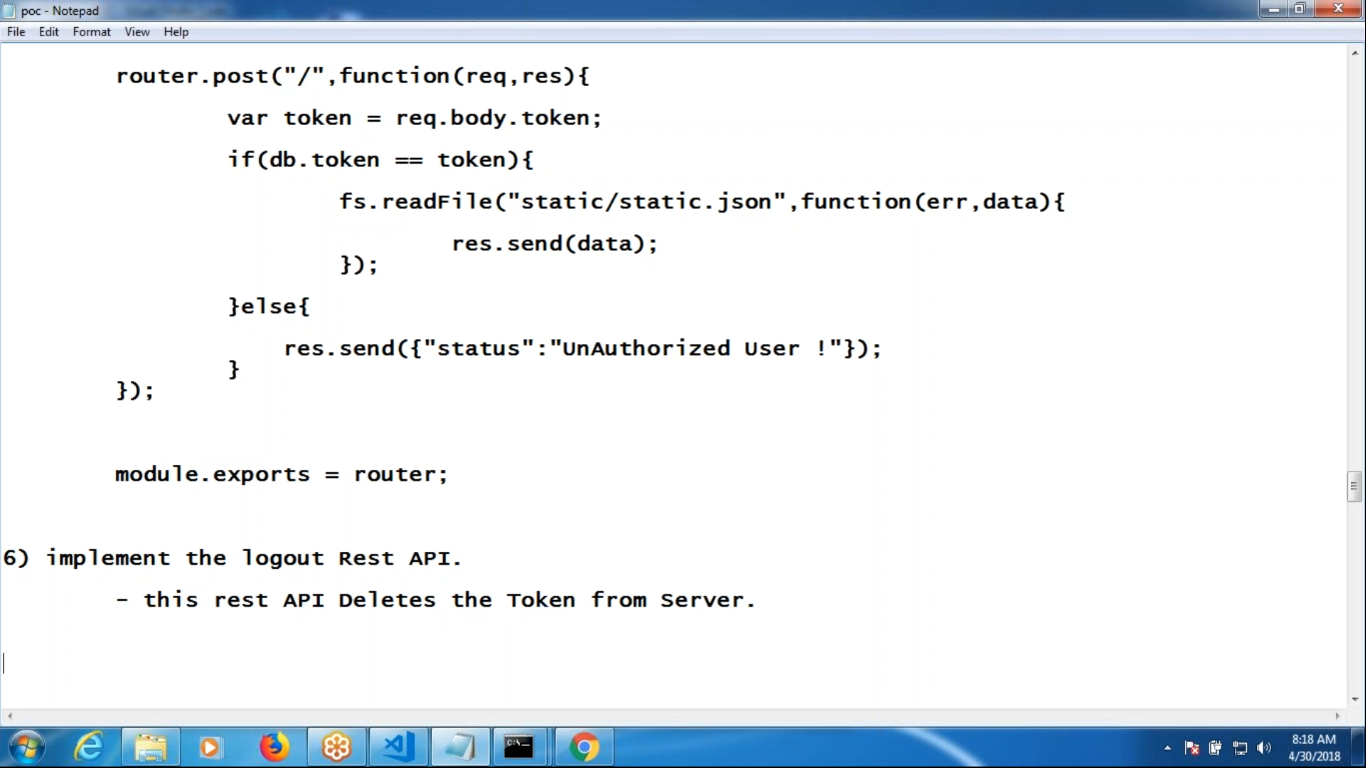 poc - Notepad
File Edit Format View Help
router.post("/",function(req,res){
var token = req.body.token;
if(db.token == token){
fs.readFile("static/static.json",function(err,data){
res.send(data);
});
}else{
res.send({"status":"UnAuthorized User !"});
}
});
module.exports = router;
6) implement the logout Rest API.
- this rest API Deletes the Token from Server.
8:18 AM
4/30/2018